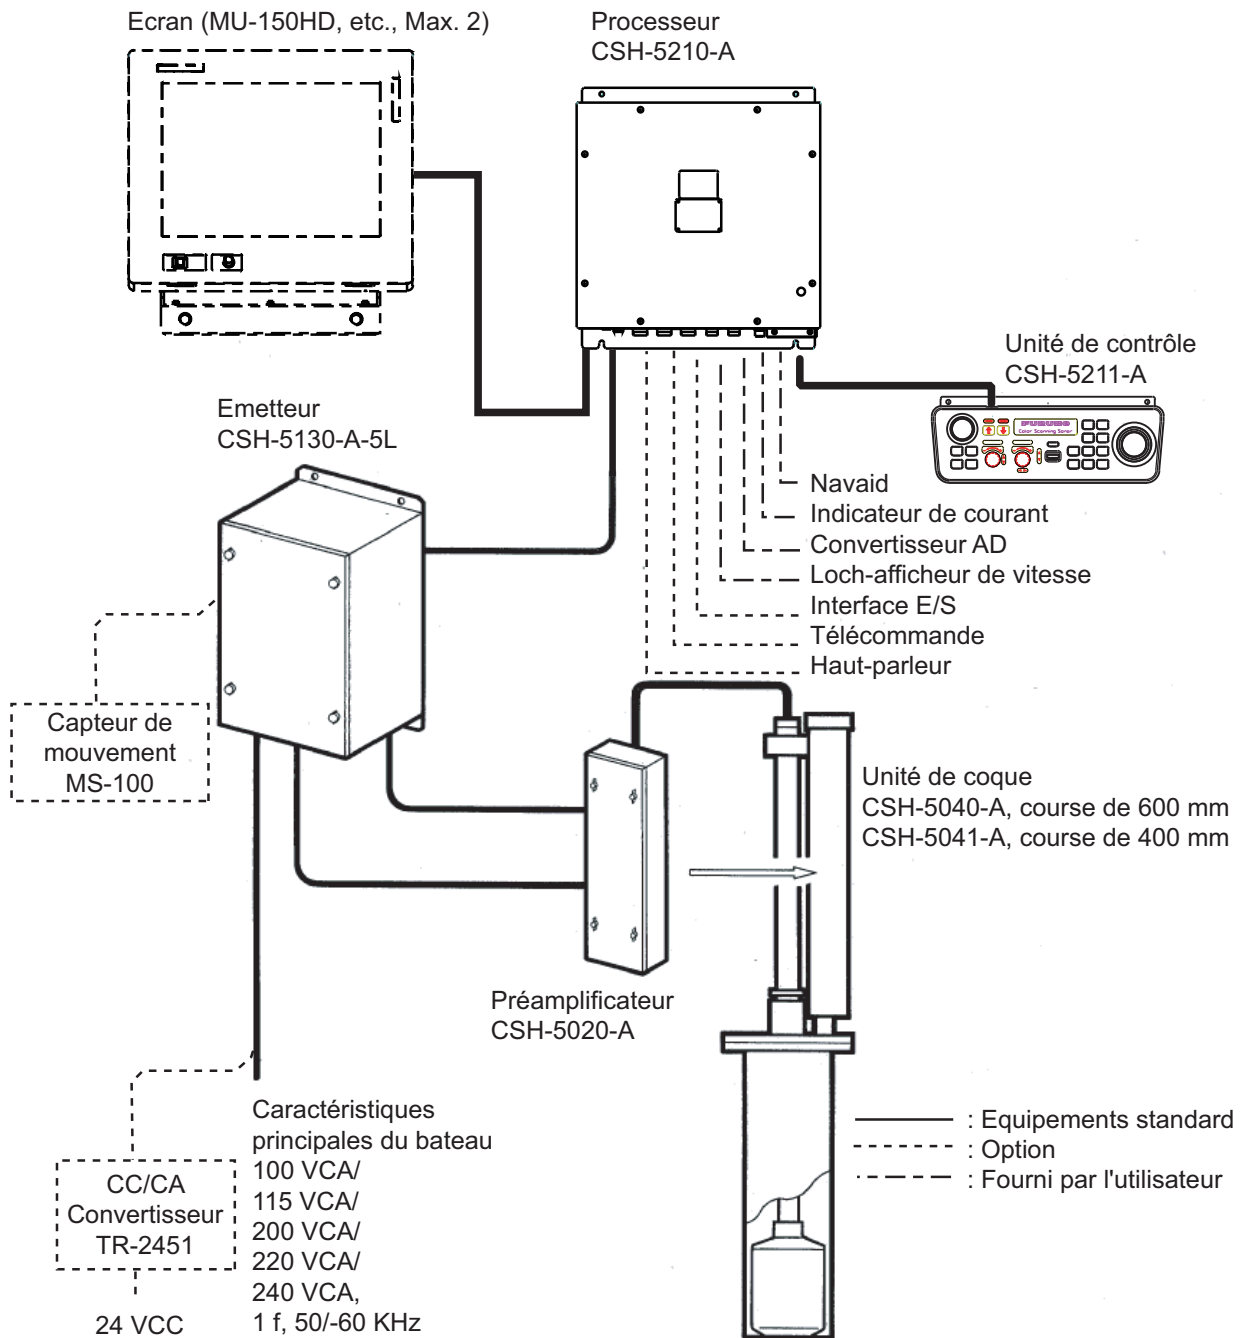 Ecran (MU-150HD, etc., Max. 2)
Processeur
CSH-5210-A
Unité de contrôle
CSH-5211-A
FURUNO
Color Scanning Sonar
Emetteur
CSH-5130-A-5L
Navaid
Indicateur de courant
Convertisseur AD
Loch-afficheur de vitesse
Interface E/S
Télécommande
Haut-parleur
Capteur de
mouvement
MS-100
Unité de coque
CSH-5040-A, course de 600 mm
CSH-5041-A, course de 400 mm
Préamplificateur
CSH-5020-A
Caractéristiques
principales du bateau
100 VCA/
115 VCA/
200 VCA/
220 VCA/
240 VCA,
1 f, 50/-60 KHz
CC/CA
Convertisseur
TR-2451
24 VCC
: Equipements standard
: Option
: Fourni par l'utilisateur